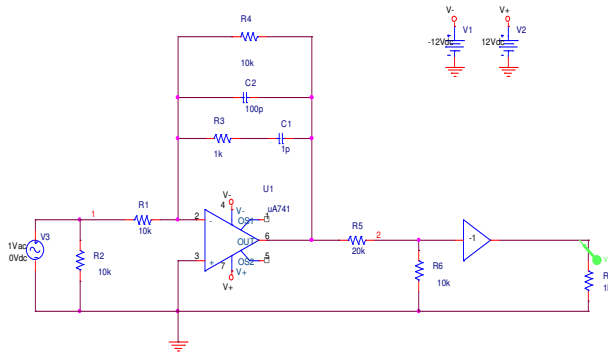 R4
10k
C2
100p
R3
1k
C1
1p
V-
V1
-12Vdc
V+
V2
12Vdc
U1
uA741
V-
4
V-
OS1
2
-
OUT
6
3
+
7
V+
OS2
5
V+
V3
1Vac
0Vdc
1
R1
10k
R2
10k
R5
20k
2
R6
10k
-1
R